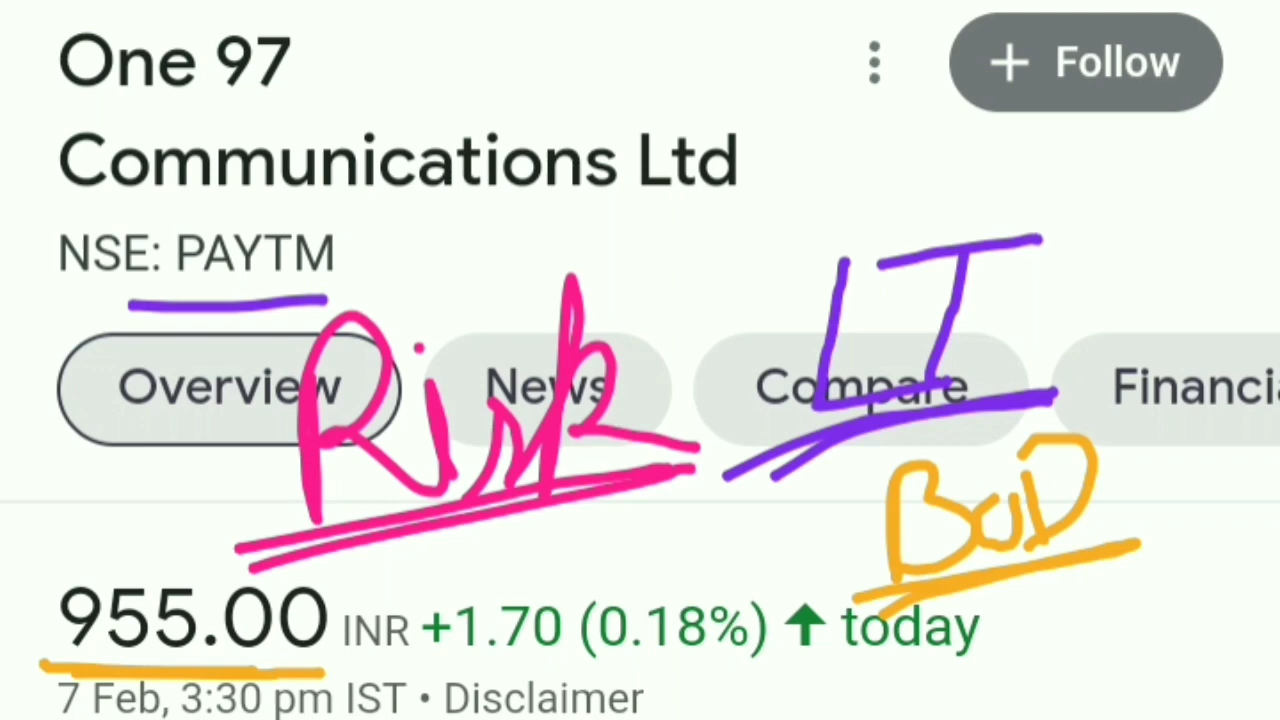 One 97
Follow
Communications Ltd
NSE: PAYTM
LT
Risk
Overview News Compare Financia
BUD
955.00 INR +1.70 (0.18%) ↑ today
7 Feb, 3:30 pm IST • Disclaimer